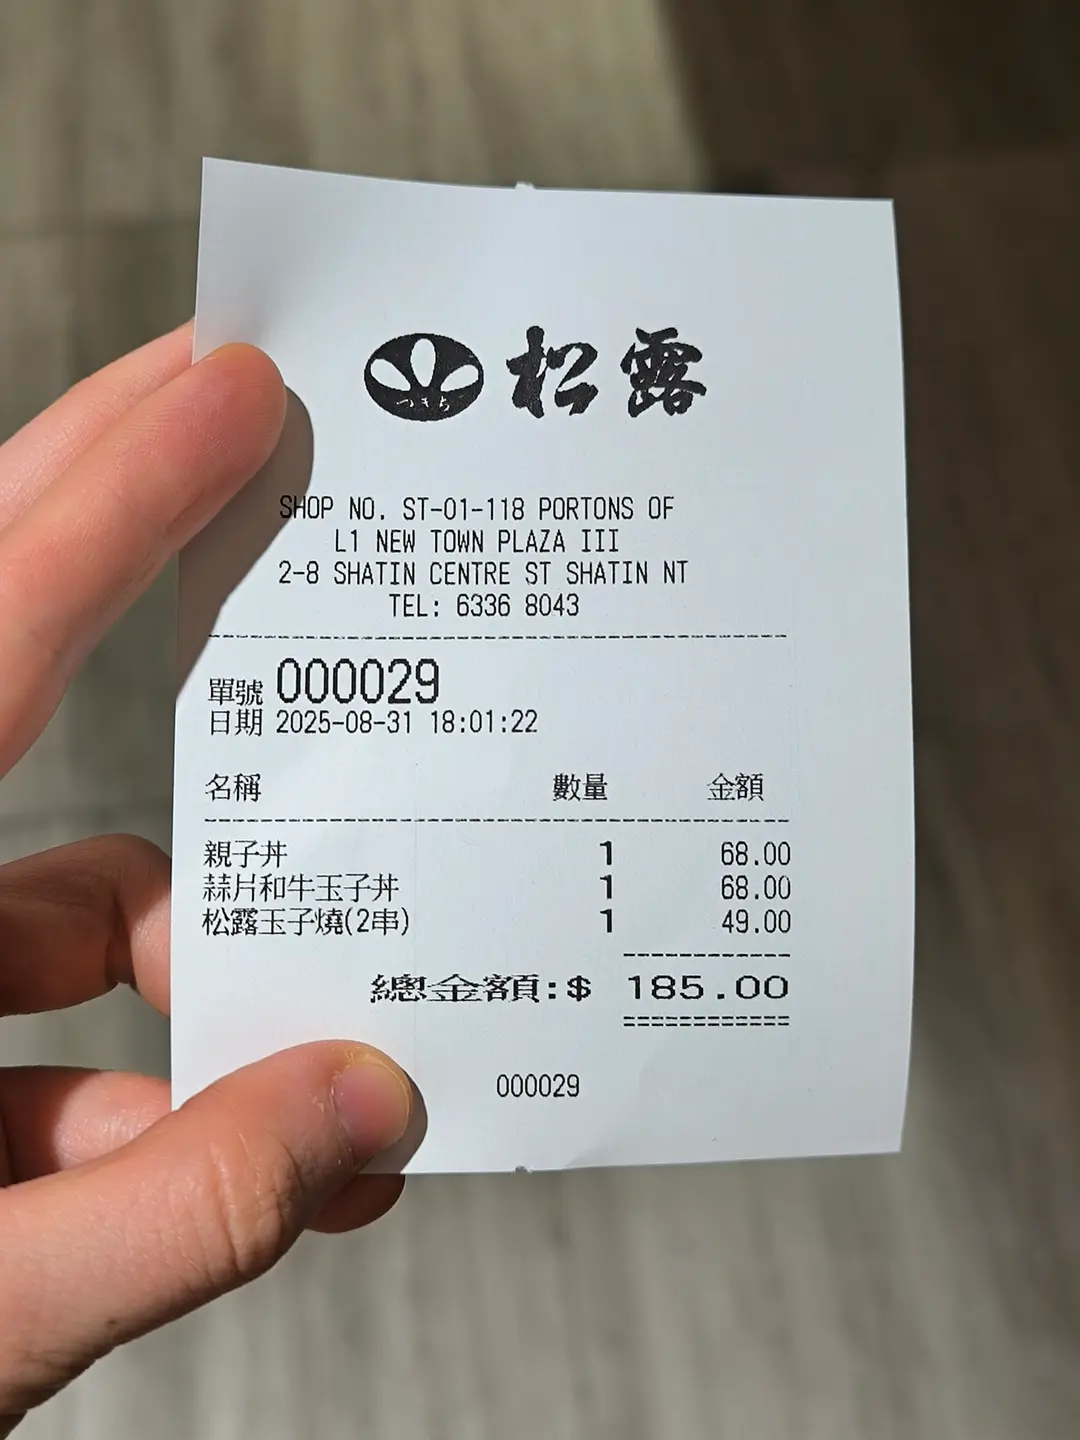 松露
SHOP NO. ST-01-118 PORTONS OF
L1 NEW TOWN PLAZA III
2-8 SHATIN CENTRE ST SHATIN NT
TEL: 6336 8043
單號 000029
日期 2025-08-31 18:01:22
名稱 數量 金額
親子丼 1 68.00
蒜片和牛玉子丼 1 68.00
松露玉子燒(2串) 1 49.00
總金額:$ 185.00
000029